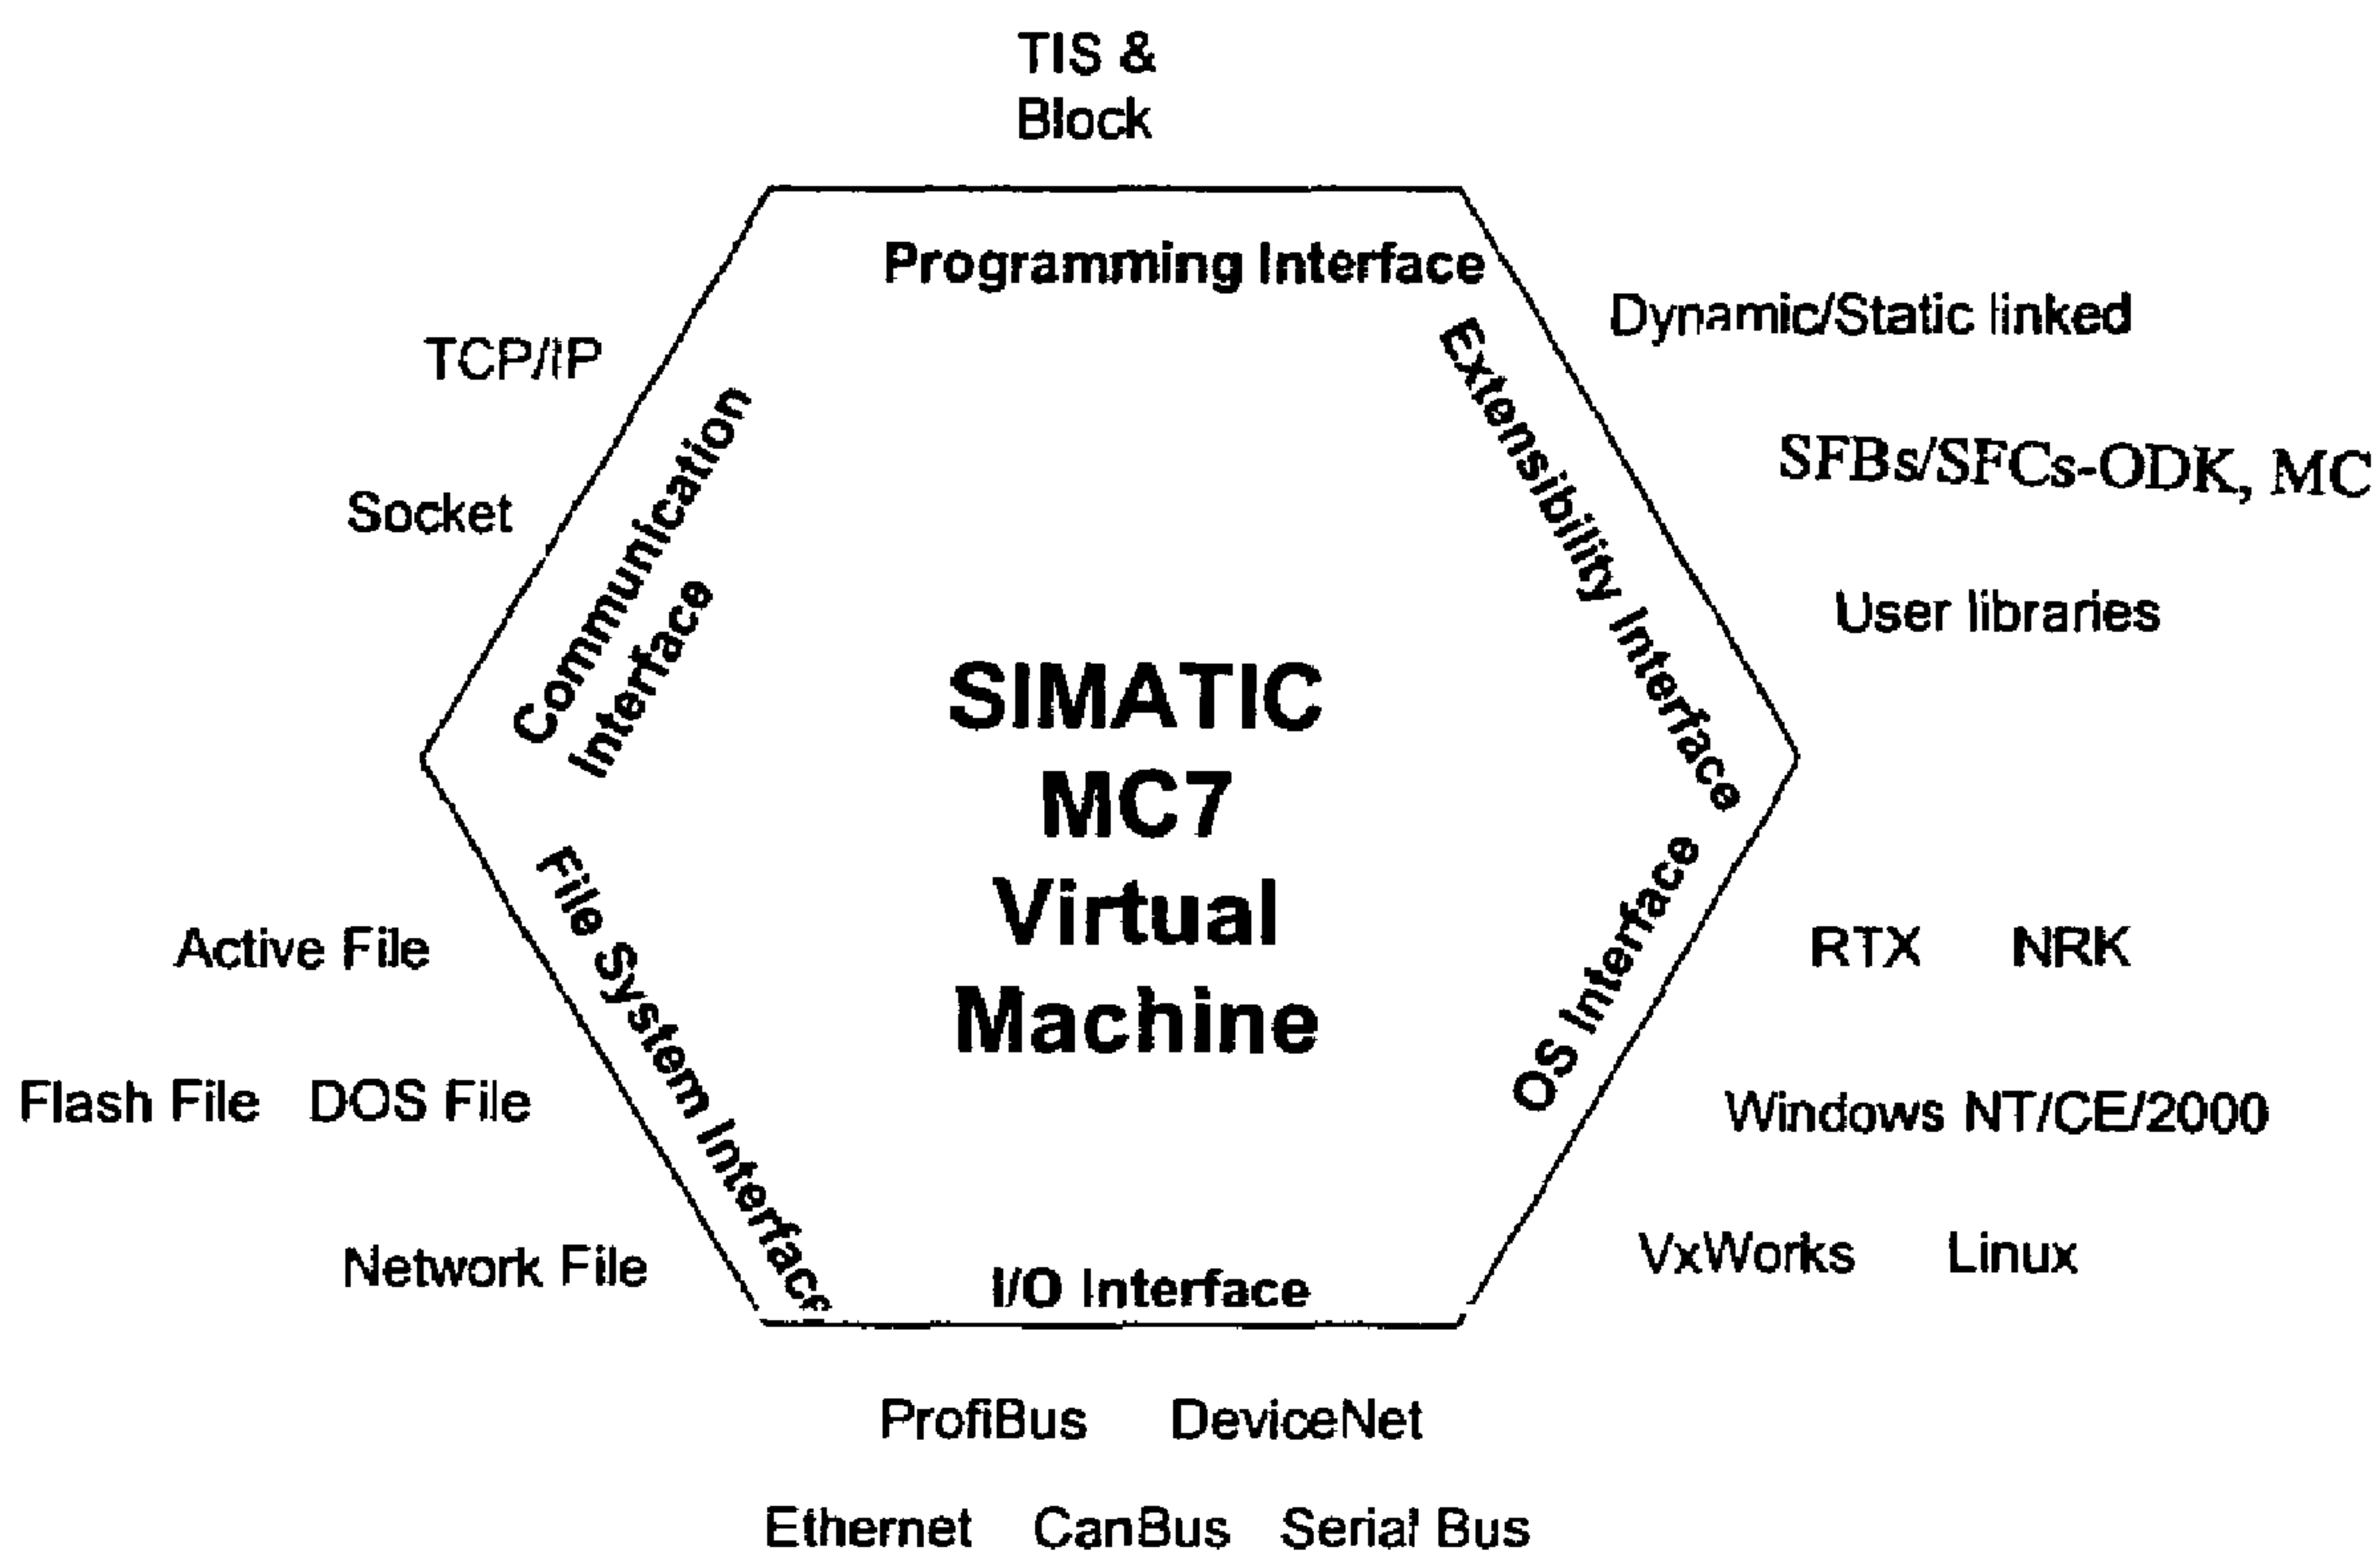 TIS &
Block
Programming Interface
Dynamic/Static linked
TCP/IP
Extensibility Interface
SFBs/SFCs-ODK, MC
Communication
Interface
Socket
User libraries
SIMATIC
MC7
Virtual
Machine
File System Interface
OS Interface
Active File
RTX NRK
Flash File DOS File
Windows NT/CE/2000
Network File
VxWorks Linux
I/O Interface
ProfiBus DeviceNet
Ethernet CanBus Serial Bus